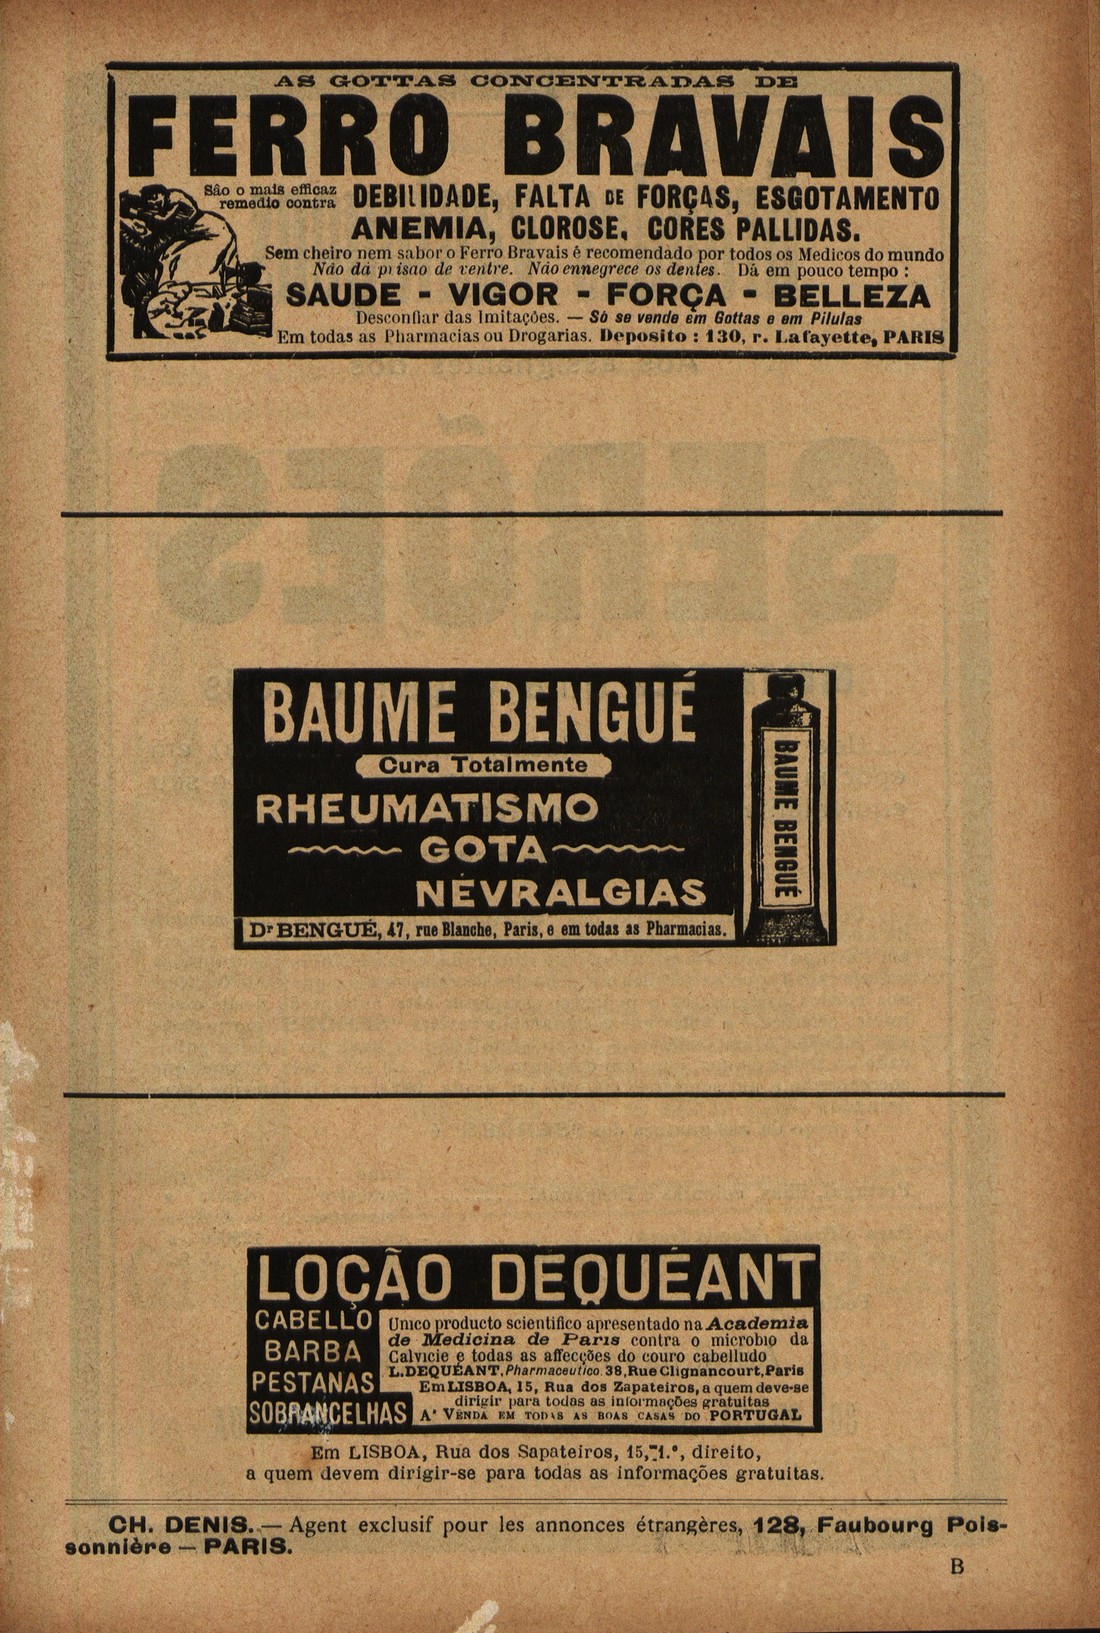 AS GOTTAS CONCENTRADAS DE
FERRO BRAVAIS
São o mais efficaz
remedio contra
DEBILIDADE, FALTA DE FORÇAS, ESGOTAMENTO
ANEMIA, CLOROSE, CORES PALLIDAS.
Sem cheiro nem sabor o Ferro Bravais é recomendado por todos os Medicos do mundo
Não dá prisao de ventre. Não ennegrece os dentes. Dá em pouco tempo :
SAUDE - VIGOR - FORÇA - BELLEZA
Desconfiar das Imitações. — Só se vende em Gottas e em Pilulas
Em todas as Pharmacias ou Drogarias. Deposito : 130, r. Lafayette, PARIS
BAUME BENGUÉ
Cura Totalmente
RHEUMATISMO
GOTA
NÉVRALGIAS
Dr BENGUÉ, 47, rue Blanche, Paris, e em todas as Pharmacias.
BAUME BENGUÉ
LOÇÃO DEQUÉANT
CABELLO
BARBA
PESTANAS
SOBRANCELHAS
Unico producto scientifico apresentado na Academia
de Medicina de Paris contra o microbio da
Calvicie e todas as affecções do couro cabelludo
L. DEQUÉANT, Pharmaceutico. 38, Rue Clignancourt, Paris
Em LISBOA, 15, Rua dos Zapateiros, a quem deve-se
dirigir para todas as informações gratuitas
A' VENDA EM TODAS AS BOAS CASAS DO PORTUGAL
Em LISBOA, Rua dos Sapateiros, 15, 1.º, direito,
a quem devem dirigir-se para todas as informações gratuitas.
CH. DENIS. — Agent exclusif pour les annonces étrangères, 128, Faubourg Pois-
sonnière — PARIS.
B